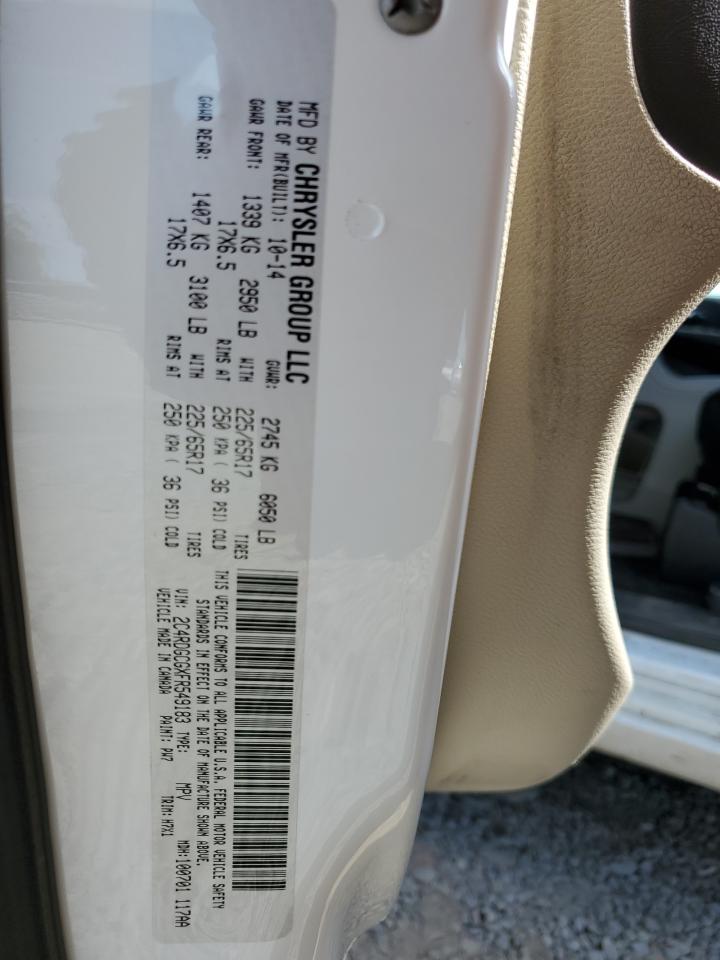 MFD BY CHRYSLER GROUP LLC
DATE OF MFR(BUILT): 10-14 GVWR: 2745 KG 6050 LB
GAWR FRONT: 1339 KG 2950 LB WITH 225/65R17 TIRES
17X6.5 RIMS AT 250 KPA ( 36 PSI) COLD
GAWR REAR: 1407 KG 3100 LB WITH 225/65R17 TIRES
17X6.5 RIMS AT 250 KPA ( 36 PSI) COLD
THIS VEHICLE CONFORMS TO ALL APPLICABLE U.S.A. FEDERAL MOTOR VEHICLE SAFETY
STANDARDS IN EFFECT ON THE DATE OF MANUFACTURE SHOWN ABOVE.
VIN: 2C4RDGCGXFR549183 TYPE: MPV MDH:100701 117AA
VEHICLE MADE IN CANADA PAINT: PW7 TRIM:H7X1